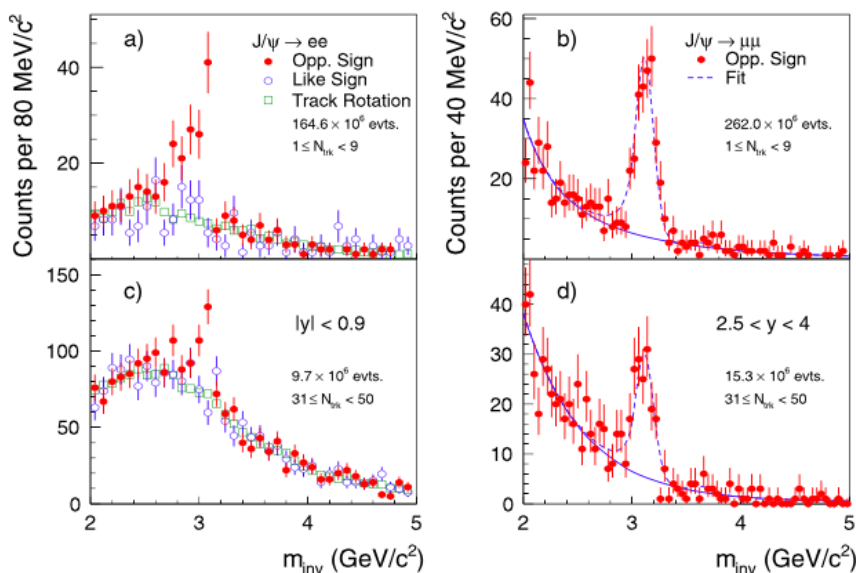 a)
J/ψ → ee
Opp. Sign
Like Sign
Track Rotation
164.6 × 10⁶ evts.
1≤ N_trk < 9
Counts per 80 MeV/c²
40
20
b)
J/ψ → μμ
Opp. Sign
Fit
262.0 × 10⁶ evts.
1≤ N_trk < 9
Counts per 40 MeV/c²
60
40
20
c)
|y| < 0.9
9.7 × 10⁶ evts.
31≤ N_trk < 50
150
100
50
0
2 3 4 5
m_inv (GeV/c²)
d)
2.5 < y < 4
15.3 × 10⁶ evts.
31≤ N_trk < 50
40
30
20
10
0
2 3 4 5
m_inv (GeV/c²)